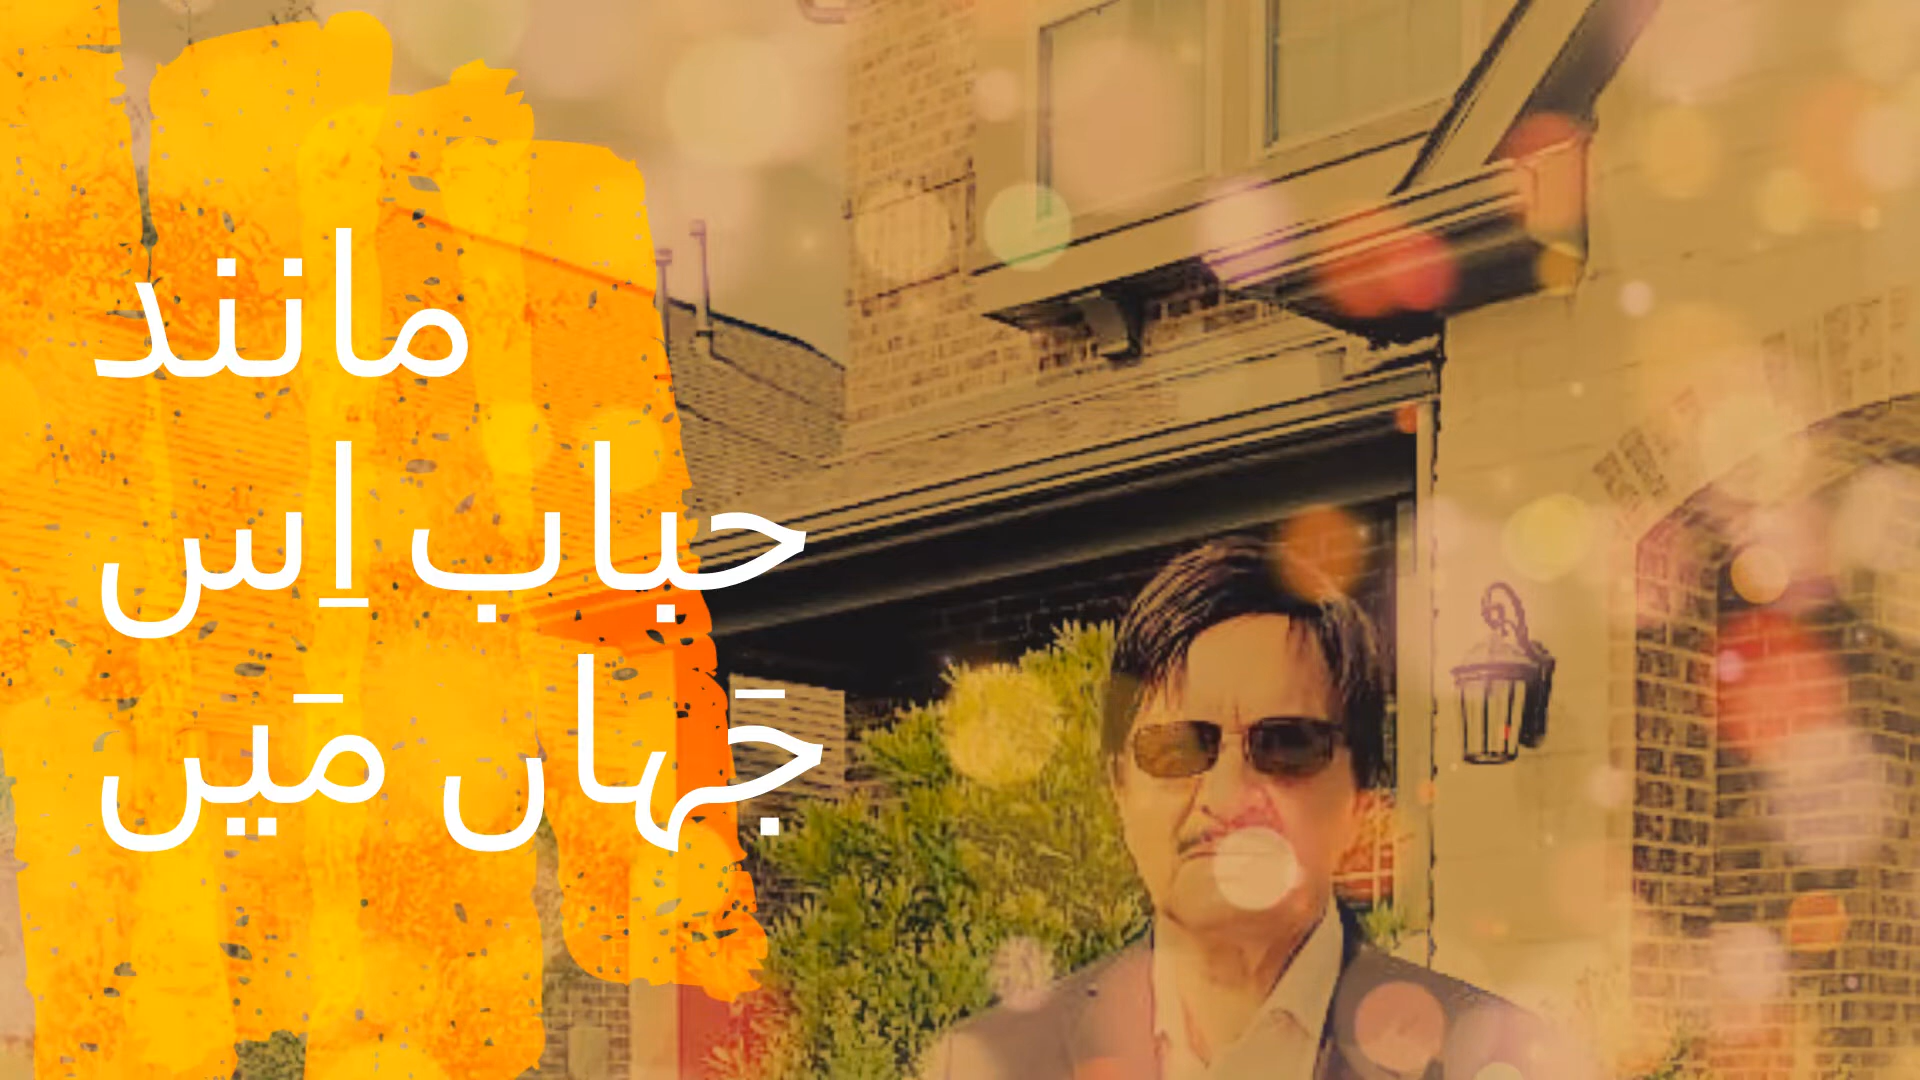 مانند
حباب اِس
جَہاں مَیں